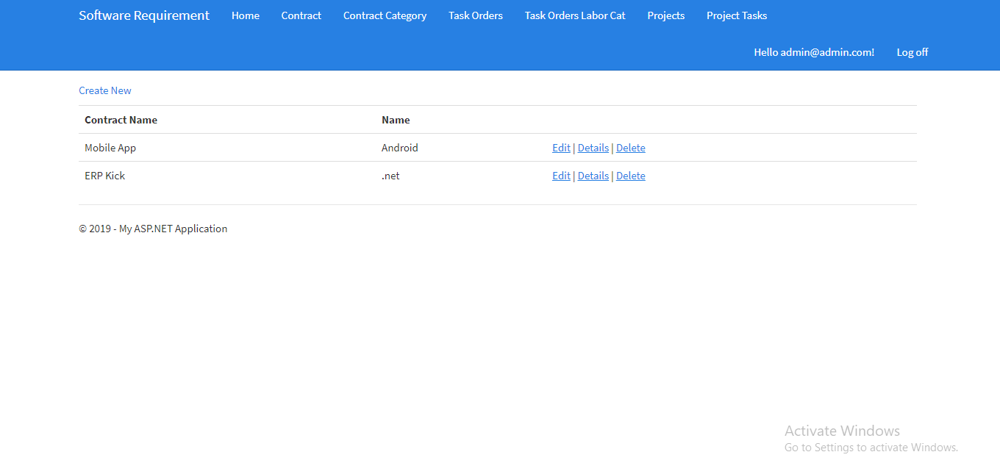 Software Requirement Home Contract Contract Category Task Orders Task Orders Labor Cat Projects Project Tasks
Hello admin@admin.com! Log off
Create New
Contract Name Name
Mobile App Android Edit | Details | Delete
ERP Kick .net Edit | Details | Delete
© 2019 - My ASP.NET Application
Activate Windows
Go to Settings to activate Windows.